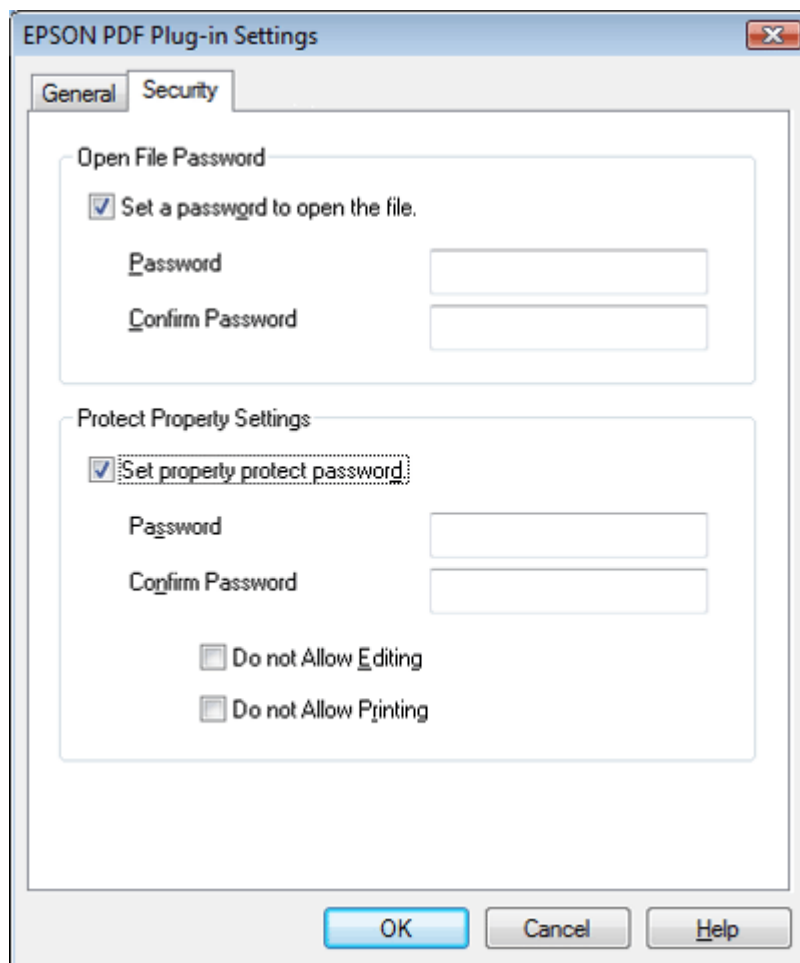 EPSON PDF Plug-in Settings
General Security
Open File Password
Set a password to open the file.
Password
Confirm Password
Protect Property Settings
Set property protect password.
Password
Confirm Password
Do not Allow Editing
Do not Allow Printing
OK Cancel Help